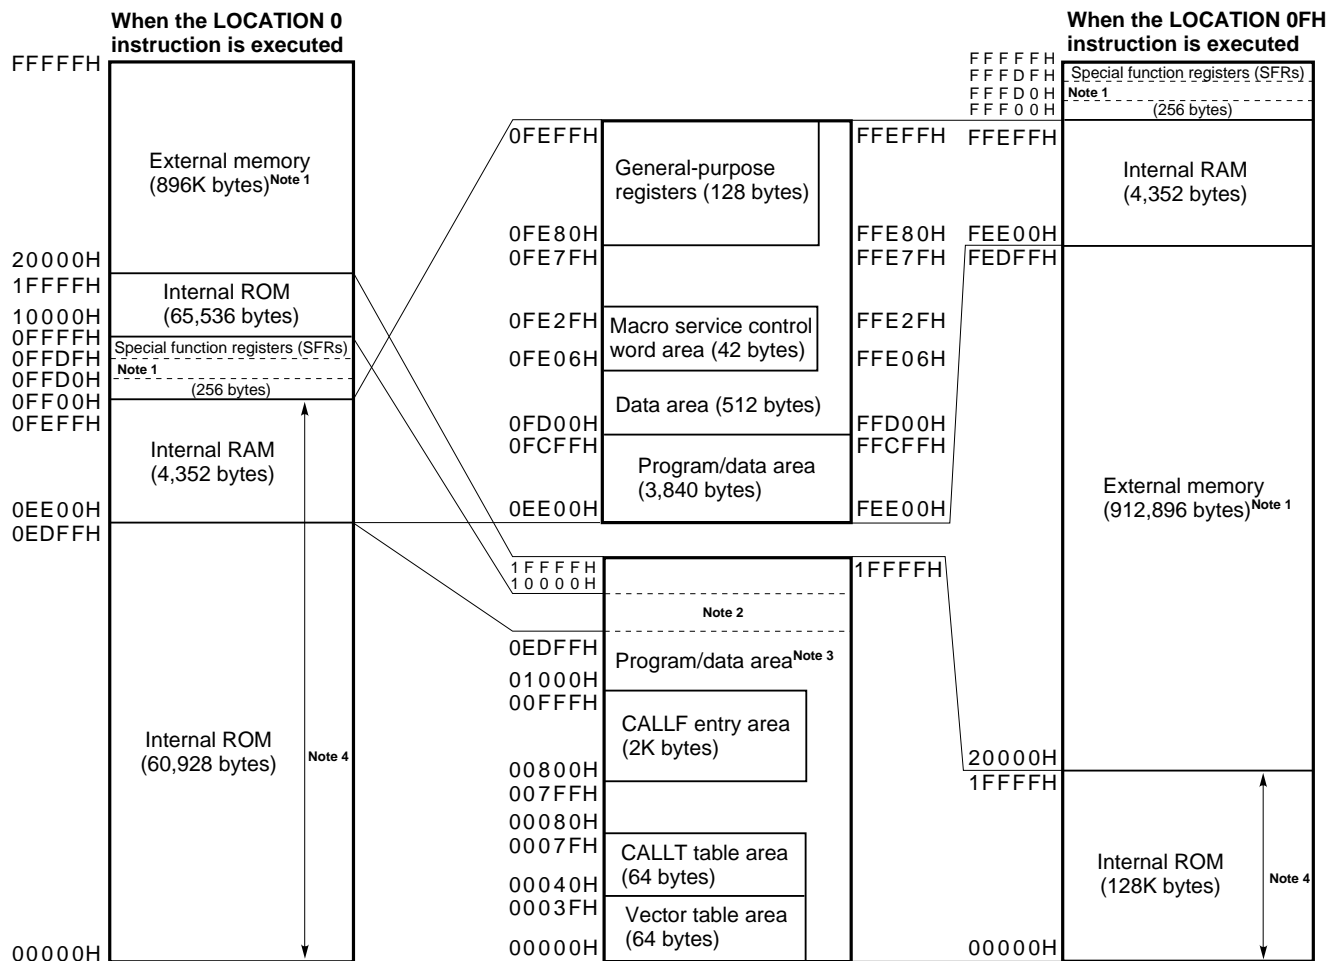 When the LOCATION 0
instruction is executed
FFFFFH
External memory
(896K bytes)Note 1
20000H
1FFFFH
Internal ROM
(65,536 bytes)
10000H
0FFFFH
Special function registers (SFRs)
0FFDFH
Note 1
0FFD0H
(256 bytes)
0FF00H
0FEFFH
Internal RAM
(4,352 bytes)
0EE00H
0EDFFH
Internal ROM
(60,928 bytes)
Note 4
00000H
0FEFFH
FFEFFH
General-purpose
registers (128 bytes)
0FE80H
FFE80H
0FE7FH
FFE7FH
0FE2FH
FFE2FH
Macro service control
word area (42 bytes)
0FE06H
FFE06H
Data area (512 bytes)
0FD00H
FFD00H
0FCFFH
FFCFFH
Program/data area
(3,840 bytes)
0EE00H
FEE00H
1FFFFH
1FFFFH
10000H
Note 2
0EDFFH
Program/data areaNote 3
01000H
00FFFH
CALLF entry area
(2K bytes)
00800H
007FFH
00080H
0007FH
CALLT table area
(64 bytes)
00040H
0003FH
Vector table area
(64 bytes)
00000H
When the LOCATION 0FH
instruction is executed
FFFFFH
Special function registers (SFRs)
FFFDFH
Note 1
FFFD0H
(256 bytes)
FFF00H
FFEFFH
Internal RAM
(4,352 bytes)
FEE00H
FEDFFH
External memory
(912,896 bytes)Note 1
20000H
1FFFFH
Internal ROM
(128K bytes)
Note 4
00000H